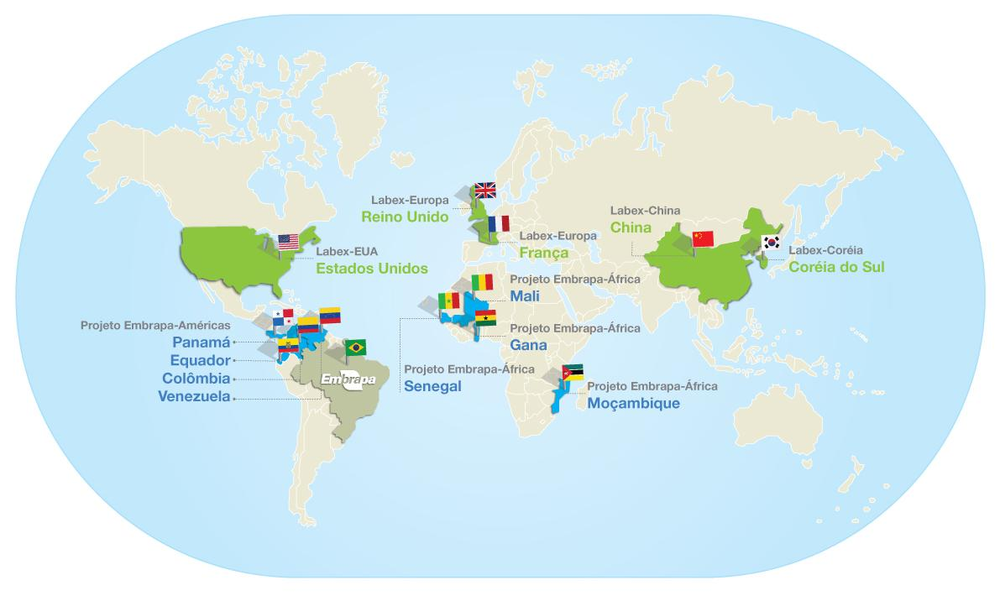 Labex-Europa
Reino Unido
Labex-Europa
França
Labex-China
China
Labex-EUA
Estados Unidos
Labex-Coréia
Coréia do Sul
Projeto Embrapa-África
Mali
Projeto Embrapa-Américas
Panamá
Equador
Colômbia
Venezuela
Projeto Embrapa-África
Gana
Embrapa
Projeto Embrapa-África
Senegal
Projeto Embrapa-África
Moçambique